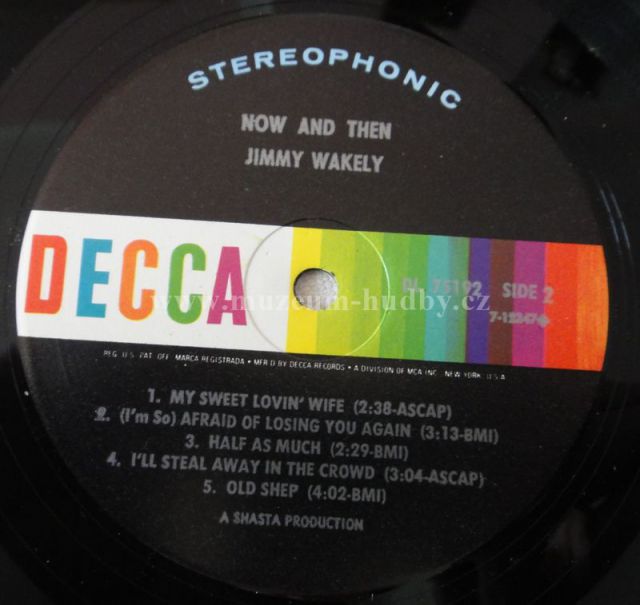 STEREOPHONIC
NOW AND THEN
JIMMY WAKELY
DECCA
DL 75192 SIDE 2
7-12247
www.muzeum-hudby.cz
REG. U.S. PAT. OFF. MARCA REGISTRADA • MFR'D BY DECCA RECORDS • A DIVISION OF MCA INC. NEW YORK U.S.A.
1. MY SWEET LOVIN' WIFE (2:38-ASCAP)
2. (I'm So) AFRAID OF LOSING YOU AGAIN (3:13-BMI)
3. HALF AS MUCH (2:29-BMI)
4. I'LL STEAL AWAY IN THE CROWD (3:04-ASCAP)
5. OLD SHEP (4:02-BMI)
A SHASTA PRODUCTION